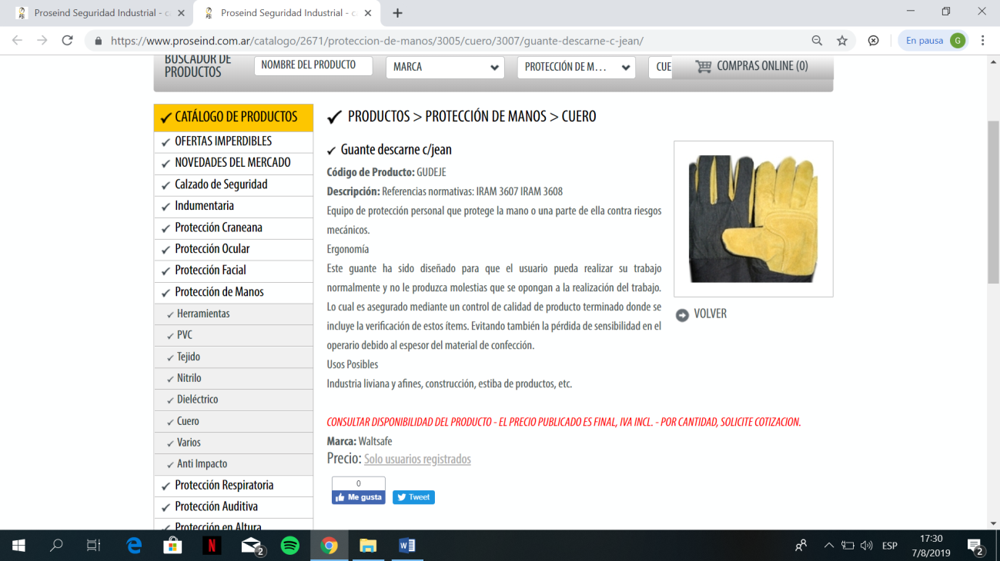 Proseind Seguridad Industrial - c
Proseind Seguridad Industrial - c
https://www.proseind.com.ar/catalogo/2671/proteccion-de-manos/3005/cuero/3007/guante-descarne-c-jean/
En pausa
G
BUSCADOR DE
PRODUCTOS
NOMBRE DEL PRODUCTO
MARCA
PROTECCIÓN DE M...
CUE
COMPRAS ONLINE (0)
CATÁLOGO DE PRODUCTOS
OFERTAS IMPERDIBLES
NOVEDADES DEL MERCADO
Calzado de Seguridad
Indumentaria
Protección Craneana
Protección Ocular
Protección Facial
Protección de Manos
Herramientas
PVC
Tejido
Nitrilo
Dieléctrico
Cuero
Varios
Anti Impacto
Protección Respiratoria
Protección Auditiva
Protección en Altura
PRODUCTOS > PROTECCIÓN DE MANOS > CUERO
Guante descarne c/jean
Código de Producto: GUDEJE
Descripción: Referencias normativas: IRAM 3607 IRAM 3608
Equipo de protección personal que protege la mano o una parte de ella contra riesgos
mecánicos.
Ergonomía
Este guante ha sido diseñado para que el usuario pueda realizar su trabajo
normalmente y no le produzca molestias que se opongan a la realización del trabajo.
Lo cual es asegurado mediante un control de calidad de producto terminado donde se
incluye la verificación de estos ítems. Evitando también la pérdida de sensibilidad en el
operario debido al espesor del material de confección.
Usos Posibles
Industria liviana y afines, construcción, estiba de productos, etc.
CONSULTAR DISPONIBILIDAD DEL PRODUCTO - EL PRECIO PUBLICADO ES FINAL, IVA INCL. - POR CANTIDAD, SOLICITE COTIZACION.
Marca: Waltsafe
Precio: Solo usuarios registrados
0
Me gusta
Tweet
VOLVER
N
2
W
ESP
17:30
7/8/2019
2